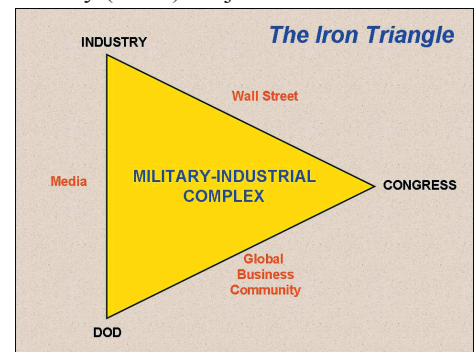 INDUSTRY
The Iron Triangle
Wall Street
Media
MILITARY-INDUSTRIAL
COMPLEX
CONGRESS
Global
Business
Community
DOD